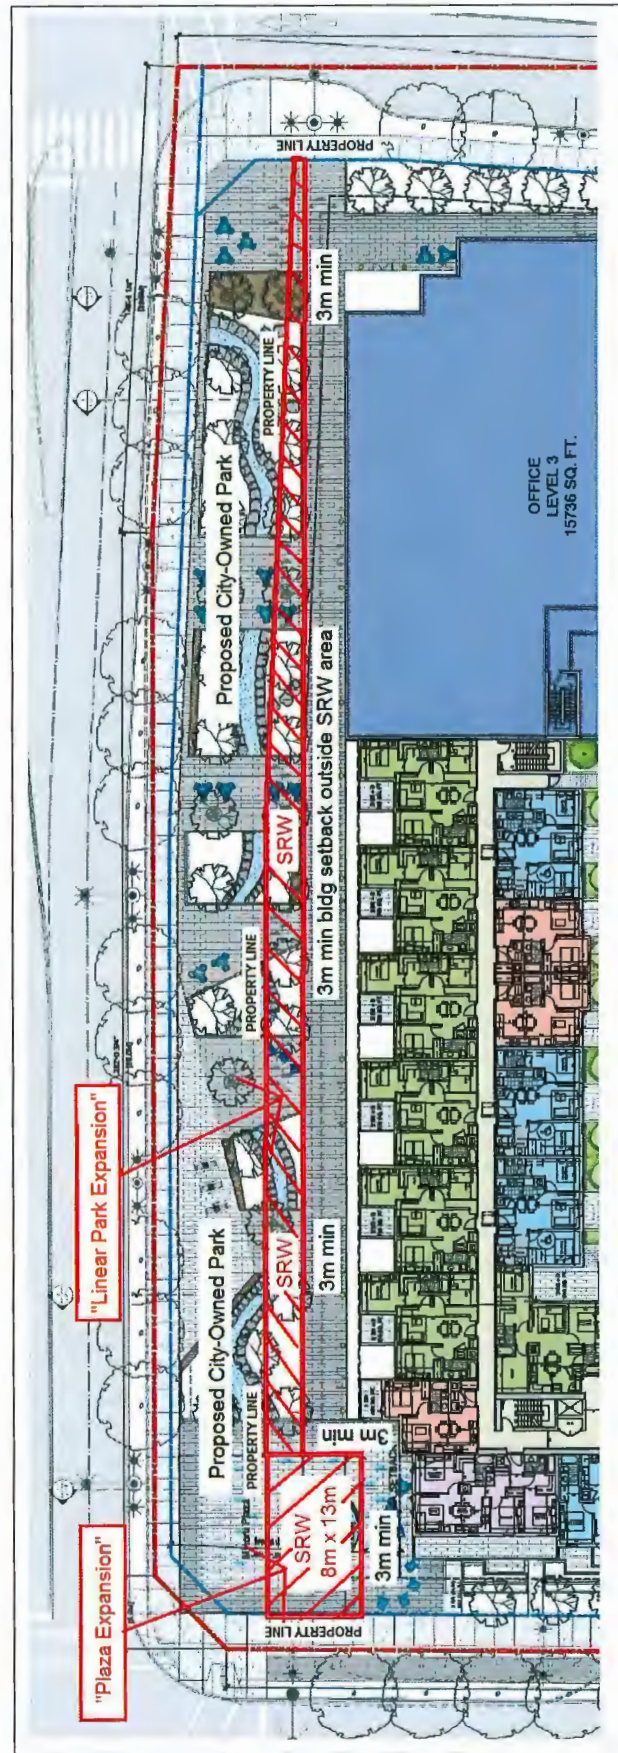 "Plaza Expansion"
"Linear Park Expansion"
Proposed City-Owned Park
Proposed City-Owned Park
PROPERTY LINE
PROPERTY LINE
PROPERTY LINE
PROPERTY LINE
PROPERTY LINE
SRW
8m x 13m
SRW
SRW
3m min
3m min
3m min
3m min bldg setback outside SRW area
3m min
OFFICE
LEVEL 3
15736 SQ. FT.